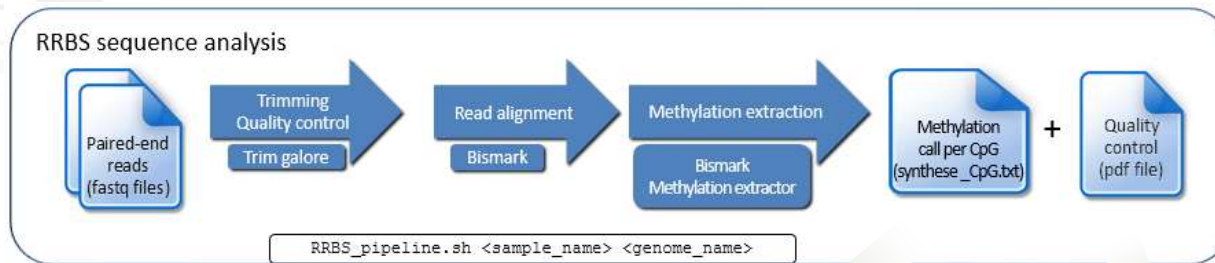 RRBS sequence analysis
Paired-end
reads
(fastq files)
Trimming
Quality control
Trim galore
Read alignment
Bismark
Methylation extraction
Bismark
Methylation extractor
Methylation
call per CpG
(synthese _CpG.txt)
+
Quality
control
(pdf file)
RRBS_pipeline.sh <sample_name> <genome_name>